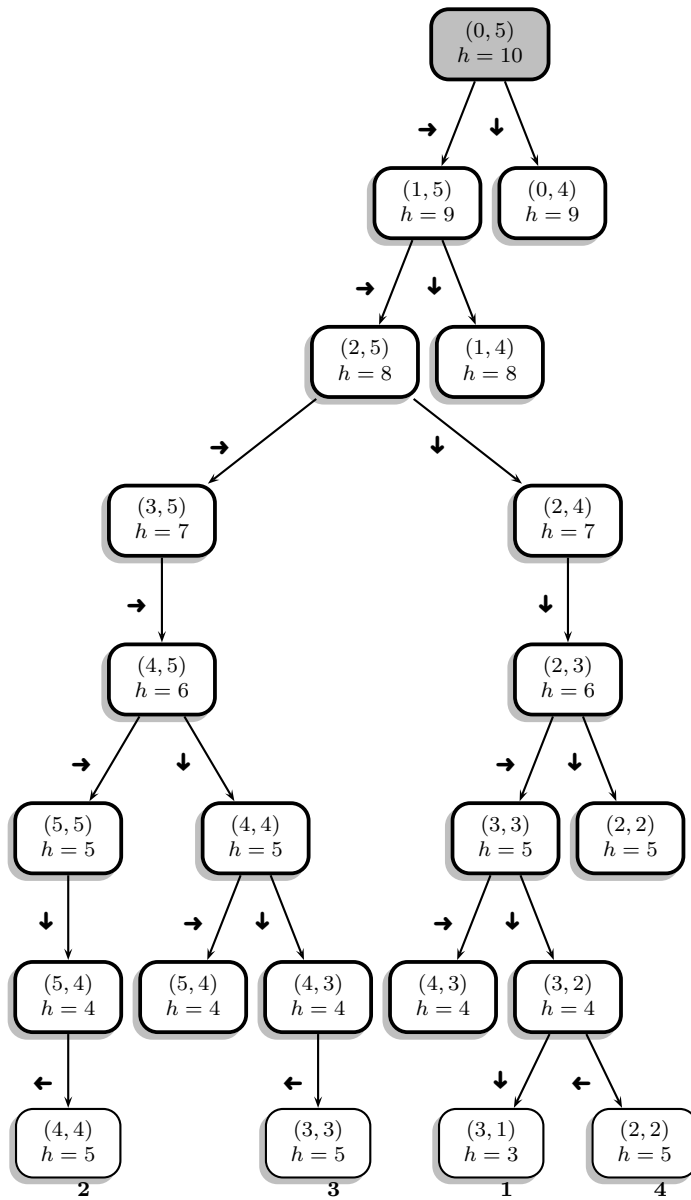 (0, 5)
h = 10
➜ ➜
(1, 5) (0, 4)
h = 9 h = 9
(2, 5) (1, 4)
h = 8 h = 8
(3, 5) (2, 4)
h = 7 h = 7
(4, 5) (2, 3)
h = 6 h = 6
(5, 5) (4, 4) (3, 3) (2, 2)
h = 5 h = 5 h = 5 h = 5
(5, 4) (5, 4) (4, 3) (4, 3) (3, 2)
h = 4 h = 4 h = 4 h = 4 h = 4
(4, 4) (3, 3) (3, 1) (2, 2)
h = 5 h = 5 h = 3 h = 5
2 3 1 4